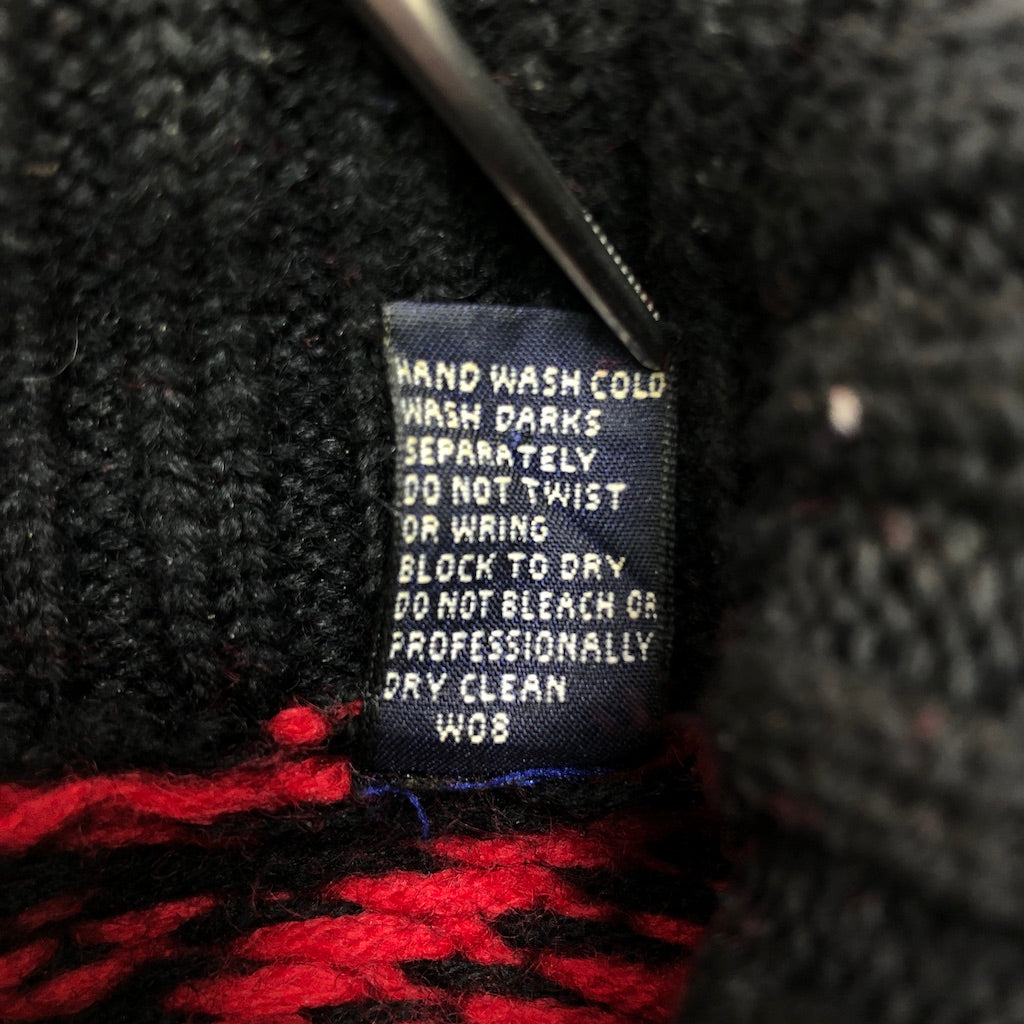 HAND WASH COLD
WASH DARKS
SEPARATELY
DO NOT TWIST
OR WRING
BLOCK TO DRY
DO NOT BLEACH OR
PROFESSIONALLY
DRY CLEAN
W08